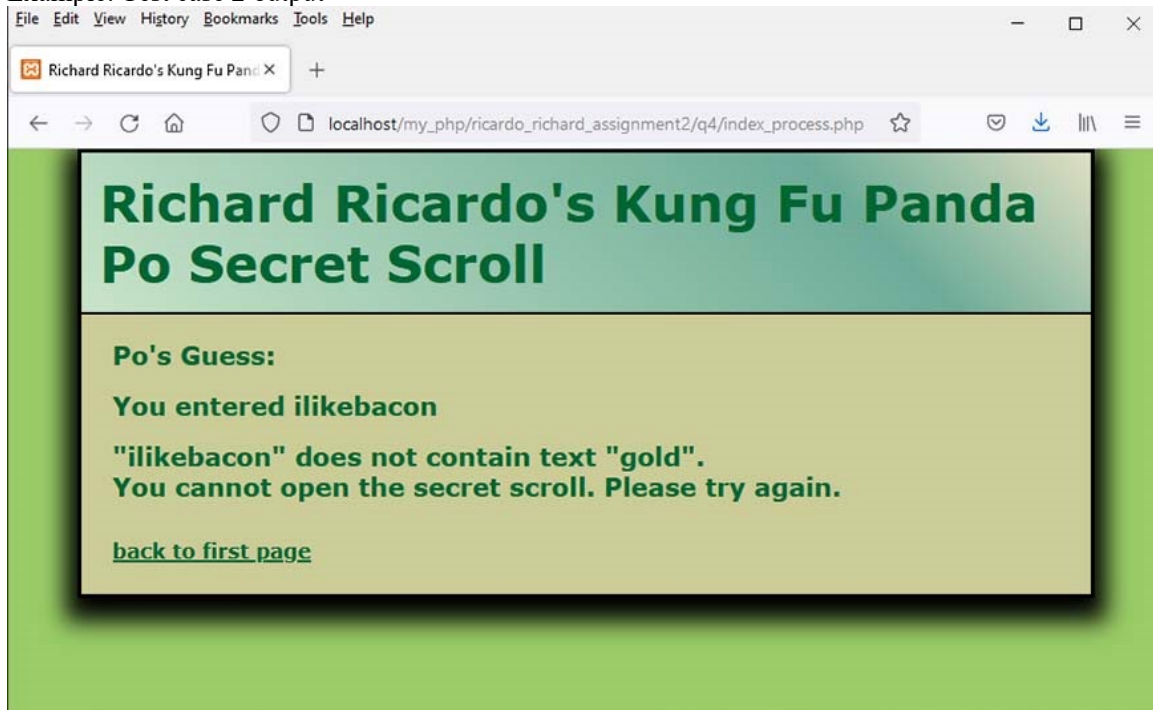 File Edit View History Bookmarks Tools Help
Richard Ricardo's Kung Fu Pand
localhost/my_php/ricardo_richard_assignment2/q4/index_process.php
Richard Ricardo's Kung Fu Panda
Po Secret Scroll
Po's Guess:
You entered ilikebacon
"ilikebacon" does not contain text "gold".
You cannot open the secret scroll. Please try again.
back to first page